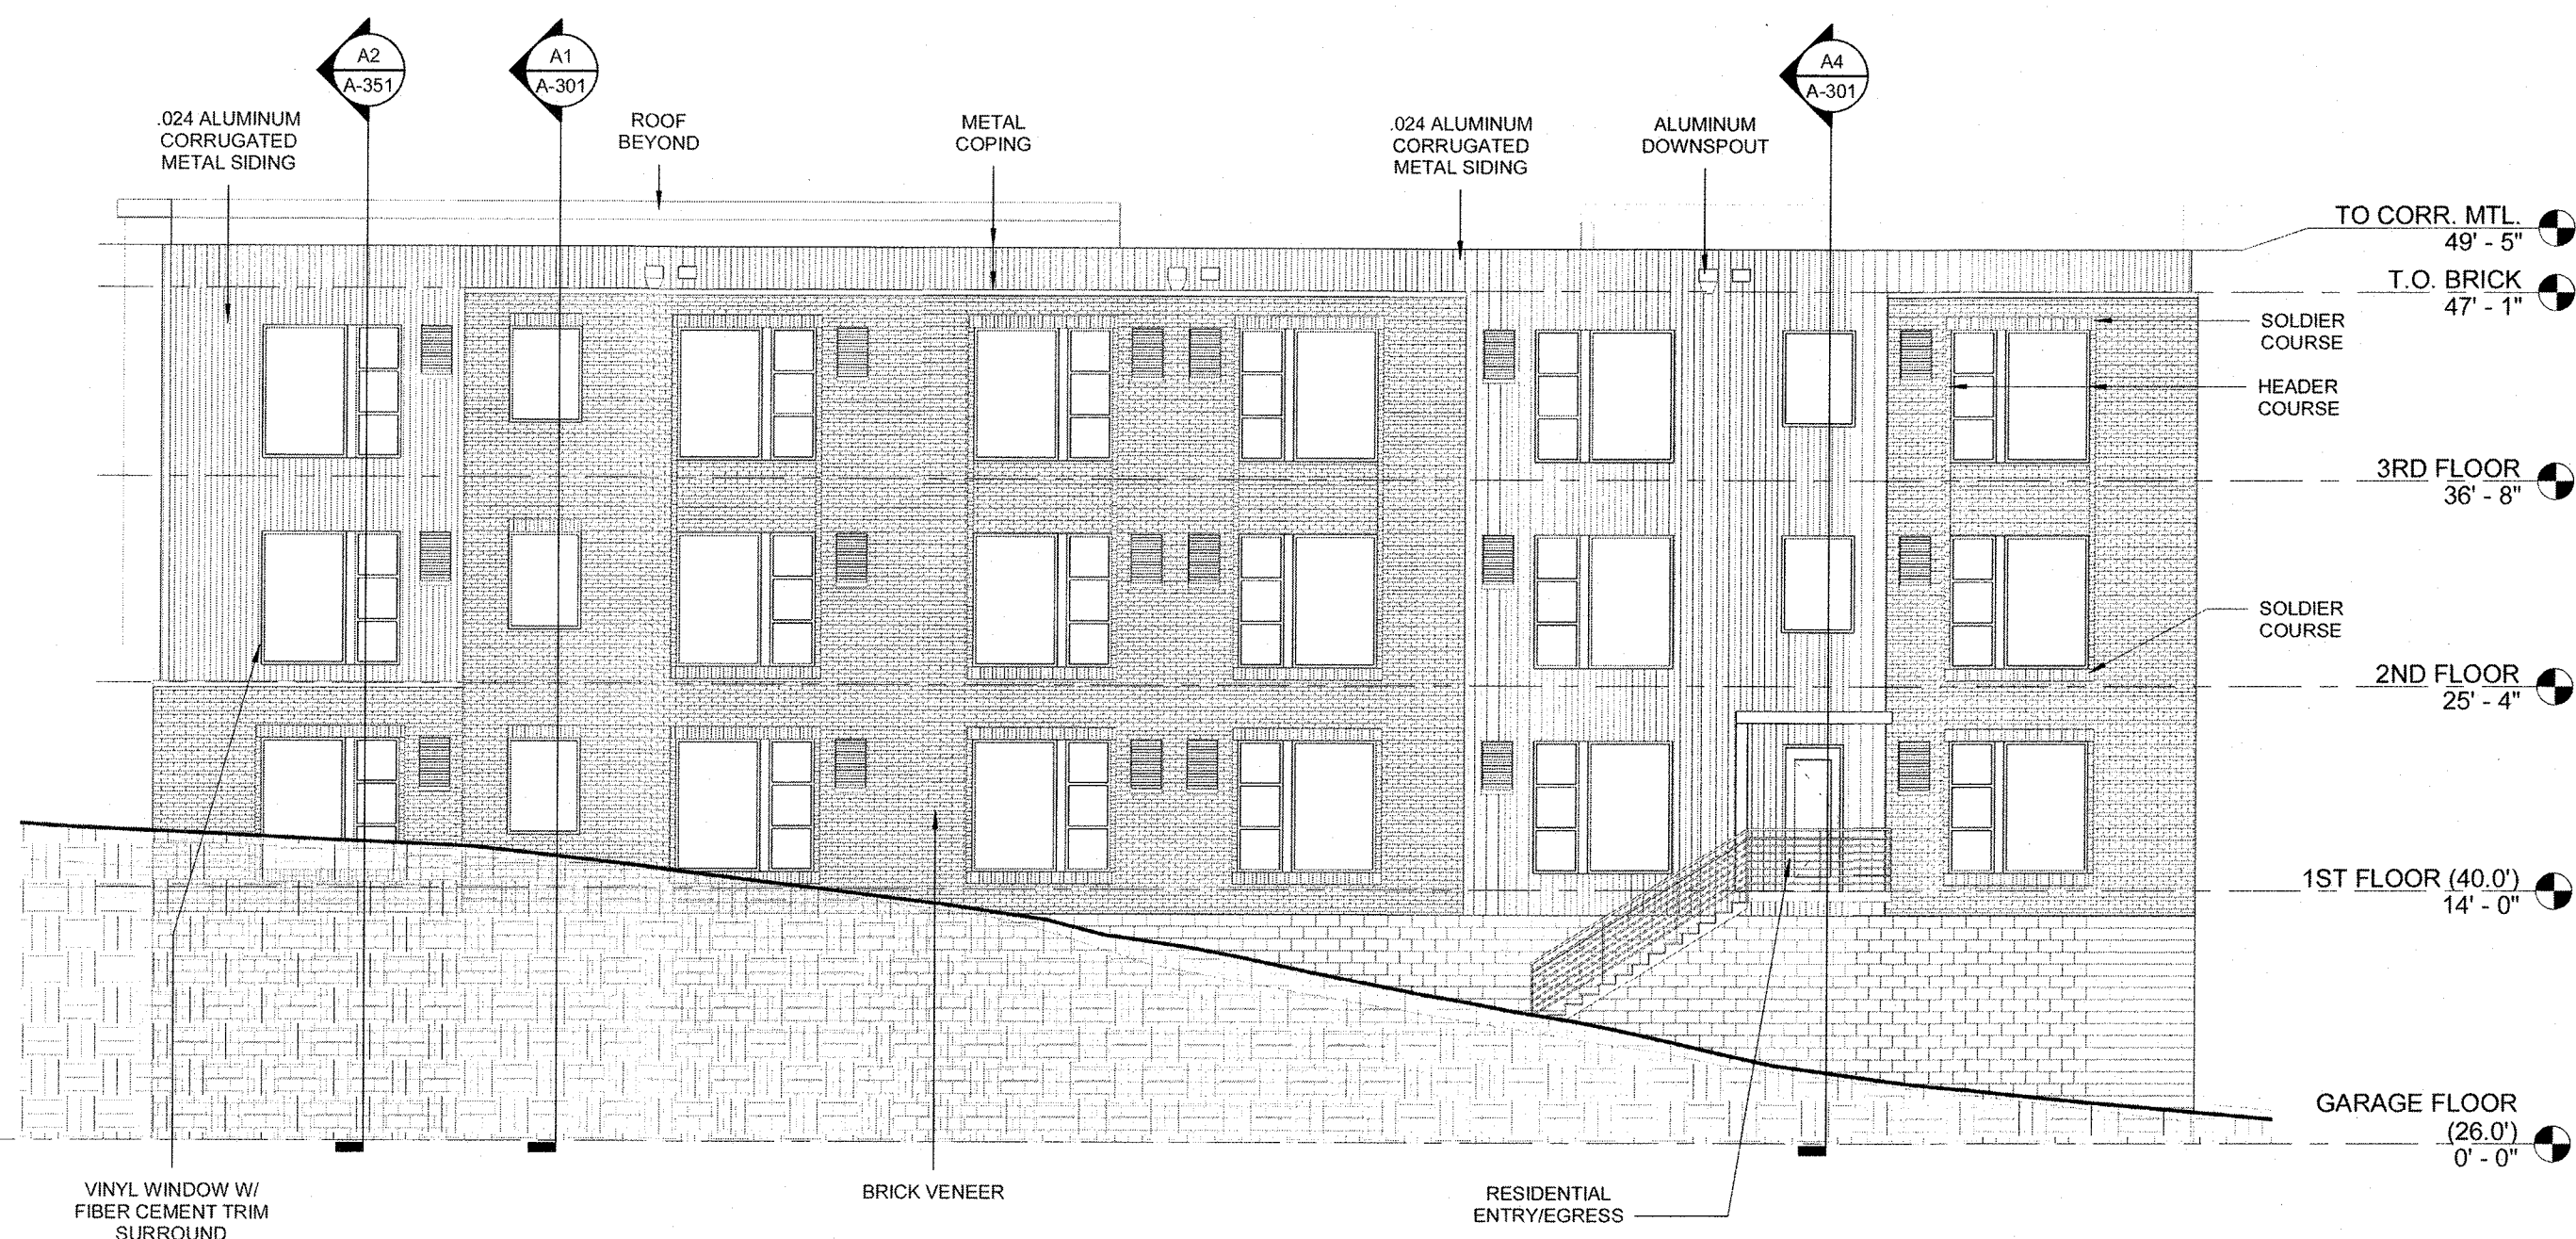 A2
A-351
A1
A-301
A4
A-301
.024 ALUMINUM
CORRUGATED
METAL SIDING
ROOF
BEYOND
METAL
COPING
.024 ALUMINUM
CORRUGATED
METAL SIDING
ALUMINUM
DOWNSPOUT
TO CORR. MTL.
49' - 5"
T.O. BRICK
47' - 1"
SOLDIER
COURSE
HEADER
COURSE
3RD FLOOR
36' - 8"
SOLDIER
COURSE
2ND FLOOR
25' - 4"
1ST FLOOR (40.0')
14' - 0"
GARAGE FLOOR
(26.0')
0' - 0"
VINYL WINDOW W/
FIBER CEMENT TRIM
SURROUND
BRICK VENEER
RESIDENTIAL
ENTRY/EGRESS